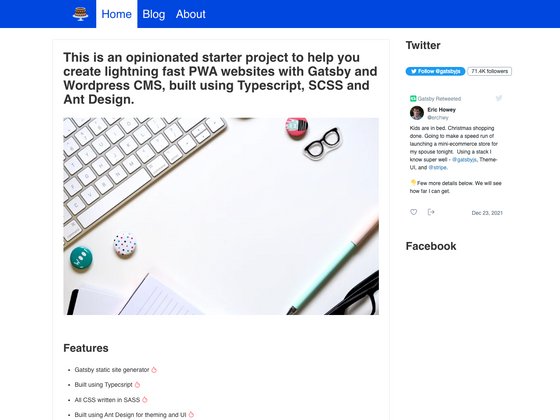 Home Blog About
This is an opinionated starter project to help you
create lightning fast PWA websites with Gatsby and
Wordpress CMS, built using Typescript, SCSS and
Ant Design.
WOO
Features
Gatsby static site generator
Built using Typecsript
All CSS written in SASS
Built using Ant Design for theming and UI
Twitter
Follow @gatsbyjs 71.4K followers
Gatsby Retweeted
Eric Howey
@erchwy
Kids are in bed. Christmas shopping
done. Going to make a speed run of
launching a mini-ecommerce store for
my spouse tonight. Using a stack I
know super well - @gatsbyjs, Theme-
UI, and @stripe.
👇Few more details below. We will see
how far I can get.
Dec 23, 2021
Facebook